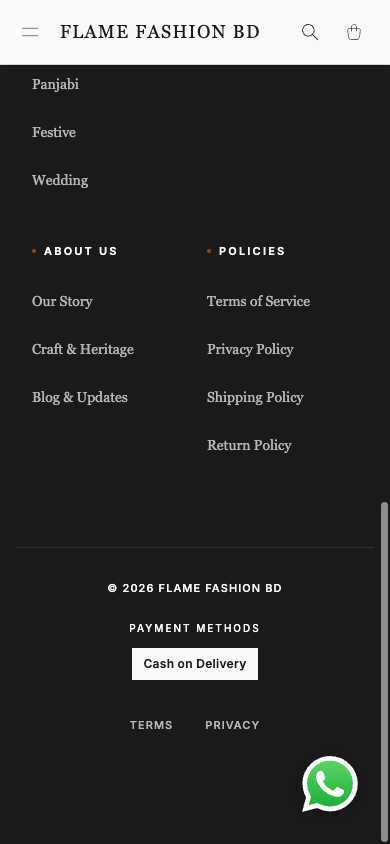 FLAME FASHION BD
Panjabi
Festive
Wedding
ABOUT US
Our Story
Craft & Heritage
Blog & Updates
POLICIES
Terms of Service
Privacy Policy
Shipping Policy
Return Policy
© 2026 FLAME FASHION BD
PAYMENT METHODS
Cash on Delivery
TERMS PRIVACY